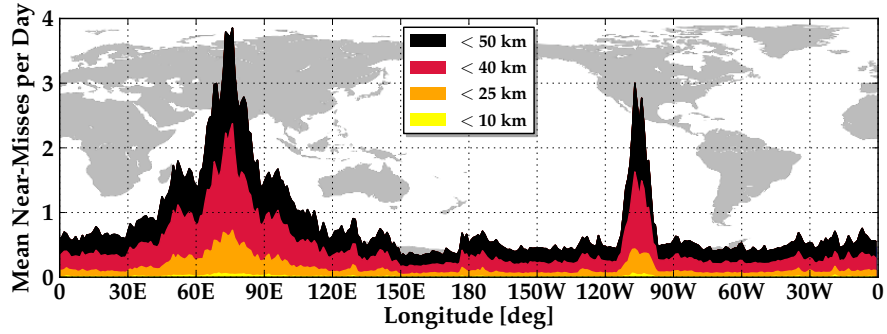 Mean Near-Misses per Day
4
3
2
1
0
< 50 km
< 40 km
< 25 km
< 10 km
0 30E 60E 90E 120E 150E 180 150W 120W 90W 60W 30W 0
Longitude [deg]